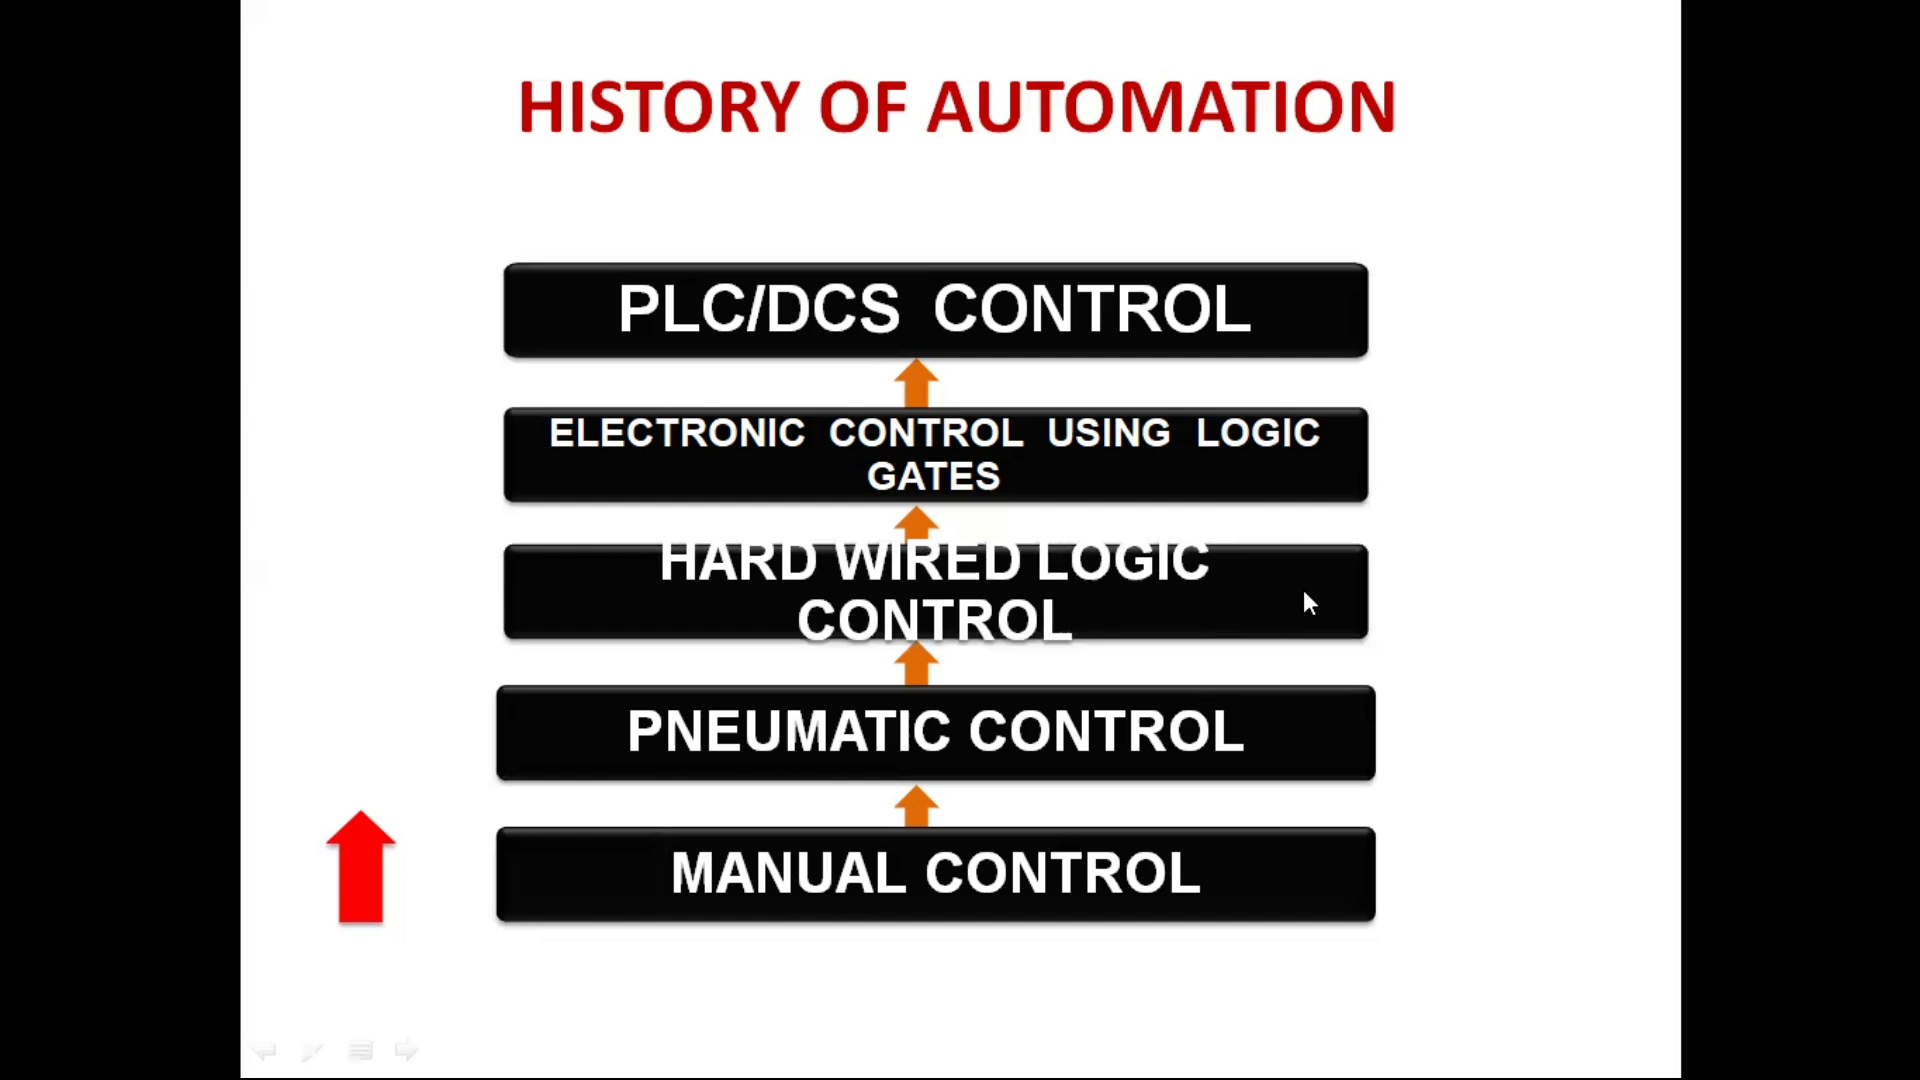 HISTORY OF AUTOMATION
PLC/DCS CONTROL
ELECTRONIC CONTROL USING LOGIC
GATES
HARD WIRED LOGIC
CONTROL
PNEUMATIC CONTROL
MANUAL CONTROL